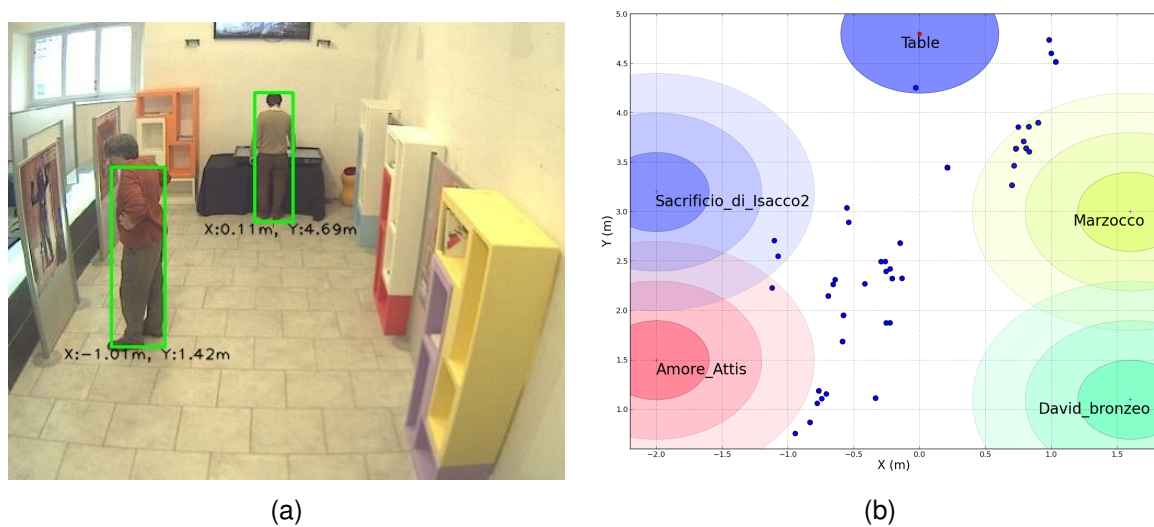 X:0.11m, Y:4.69m
X:-1.01m, Y:1.42m
(a)
5.0
4.5
4.0
3.5
3.0
2.5
2.0
1.5
1.0
Y (m)
Table
Sacrificio_di_Isacco2
Marzocco
Amore_Attis
David_bronzeo
−2.0 −1.5 −1.0 −0.5 0.0 0.5 1.0 1.5
X (m)
(b)